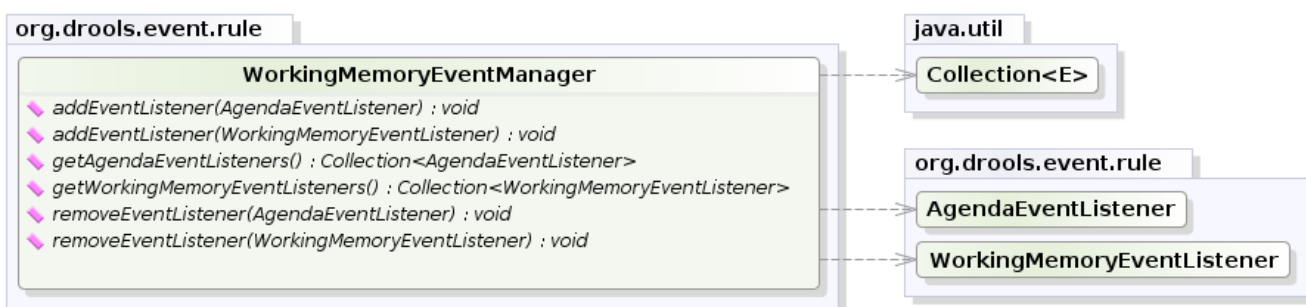 org.drools.event.rule
WorkingMemoryEventManager
addEventListener(AgendaEventListener) : void
addEventListener(WorkingMemoryEventListener) : void
getAgendaEventListeners() : Collection<AgendaEventListener>
getWorkingMemoryEventListeners() : Collection<WorkingMemoryEventListener>
removeEventListener(AgendaEventListener) : void
removeEventListener(WorkingMemoryEventListener) : void
java.util
Collection<E>
org.drools.event.rule
AgendaEventListener
WorkingMemoryEventListener